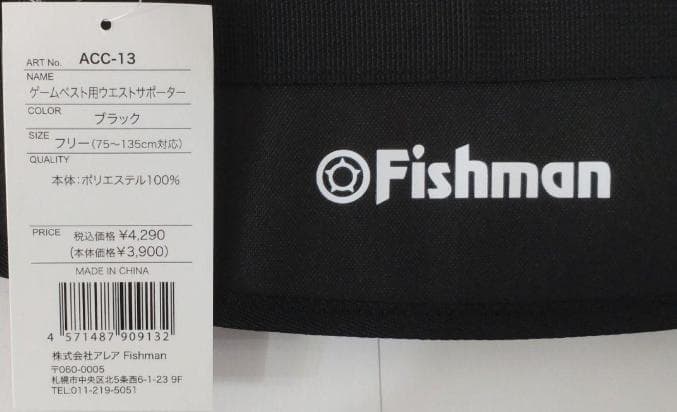 ART No. ACC-13
NAME
ゲームベスト用ウエストサポーター
COLOR
ブラック
SIZE
フリー(75〜135cm対応)
QUALITY
本体:ポリエステル100%
PRICE 税込価格 ¥4,290
(本体価格 ¥3,900)
MADE IN CHINA
4 571487 909132
株式会社アレア Fishman
〒060-0005
札幌市中央区北5条西6-1-23 9F
TEL:011-219-5051
Fishman